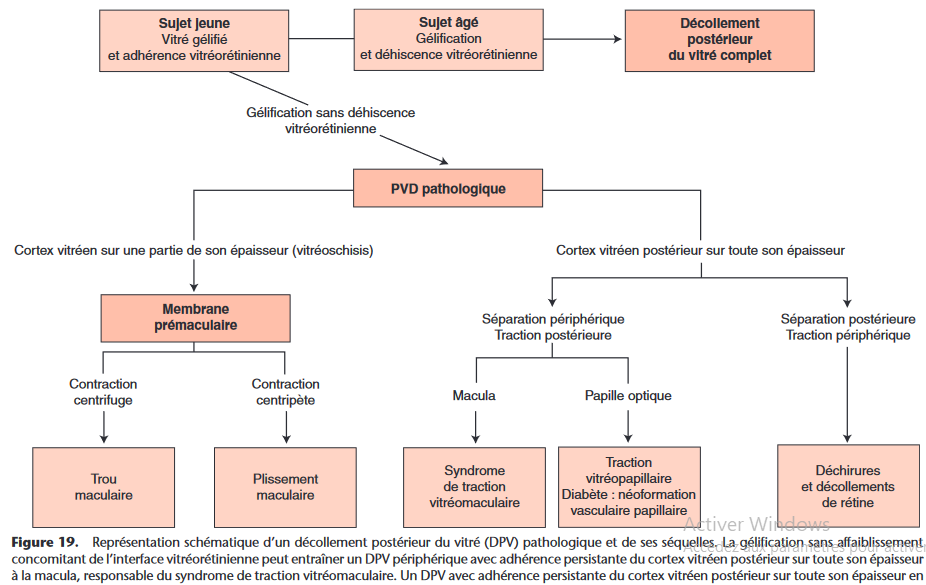 Sujet jeune
Vitré gélifié
et adhérence vitréorétinienne
Sujet âgé
Gélification
et déhiscence vitréorétinienne
Décollement
postérieur
du vitré complet
Gélification sans déhiscence
vitréorétinienne
PVD pathologique
Cortex vitréen sur une partie de son épaisseur (vitréoschisis)
Cortex vitréen postérieur sur toute son épaisseur
Membrane
prémaculaire
Séparation périphérique
Traction postérieure
Séparation postérieure
Traction périphérique
Contraction
centrifuge
Contraction
centripète
Macula
Papille optique
Trou
maculaire
Plissement
maculaire
Syndrome
de traction
vitréomaculaire
Traction
vitréopapillaire
Diabète : néoformation
vasculaire papillaire
Déchirures
et décollements
de rétine
Activer Windows
Accédez aux paramètres pour activer
Figure 19. Représentation schématique d'un décollement postérieur du vitré (DPV) pathologique et de ses séquelles. La gélification sans affaiblissement
concomitant de l'interface vitréorétinienne peut entraîner un DPV périphérique avec adhérence persistante du cortex vitréen postérieur sur toute son épaisseur
à la macula, responsable du syndrome de traction vitréomaculaire. Un DPV avec adhérence persistante du cortex vitréen postérieur sur toute son épaisseur en